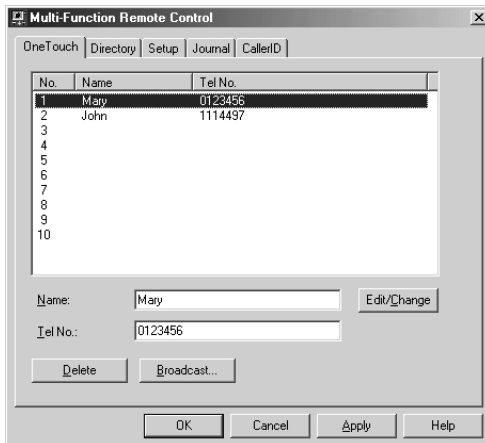 Multi-Function Remote Control
OneTouch Directory Setup Journal CallerID
No. Name Tel No.
1 Mary 0123456
2 John 1114497
3
4
5
6
7
8
9
10
Name: Mary Edit/Change
Tel No.: 0123456
Delete Broadcast...
OK Cancel Apply Help